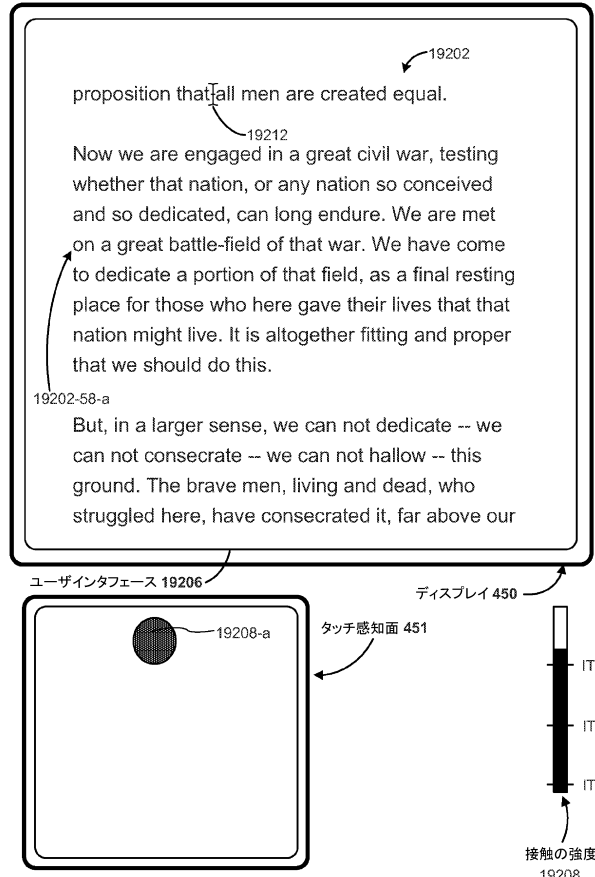 19202
proposition that all men are created equal.
19212
Now we are engaged in a great civil war, testing
whether that nation, or any nation so conceived
and so dedicated, can long endure. We are met
on a great battle-field of that war. We have come
to dedicate a portion of that field, as a final resting
place for those who here gave their lives that that
nation might live. It is altogether fitting and proper
that we should do this.
19202-58-a
But, in a larger sense, we can not dedicate -- we
can not consecrate -- we can not hallow -- this
ground. The brave men, living and dead, who
struggled here, have consecrated it, far above our
ユーザインタフェース 19206
ディスプレイ 450
19208-a
タッチ感知面 451
IT
IT
IT
接触の強度
19208